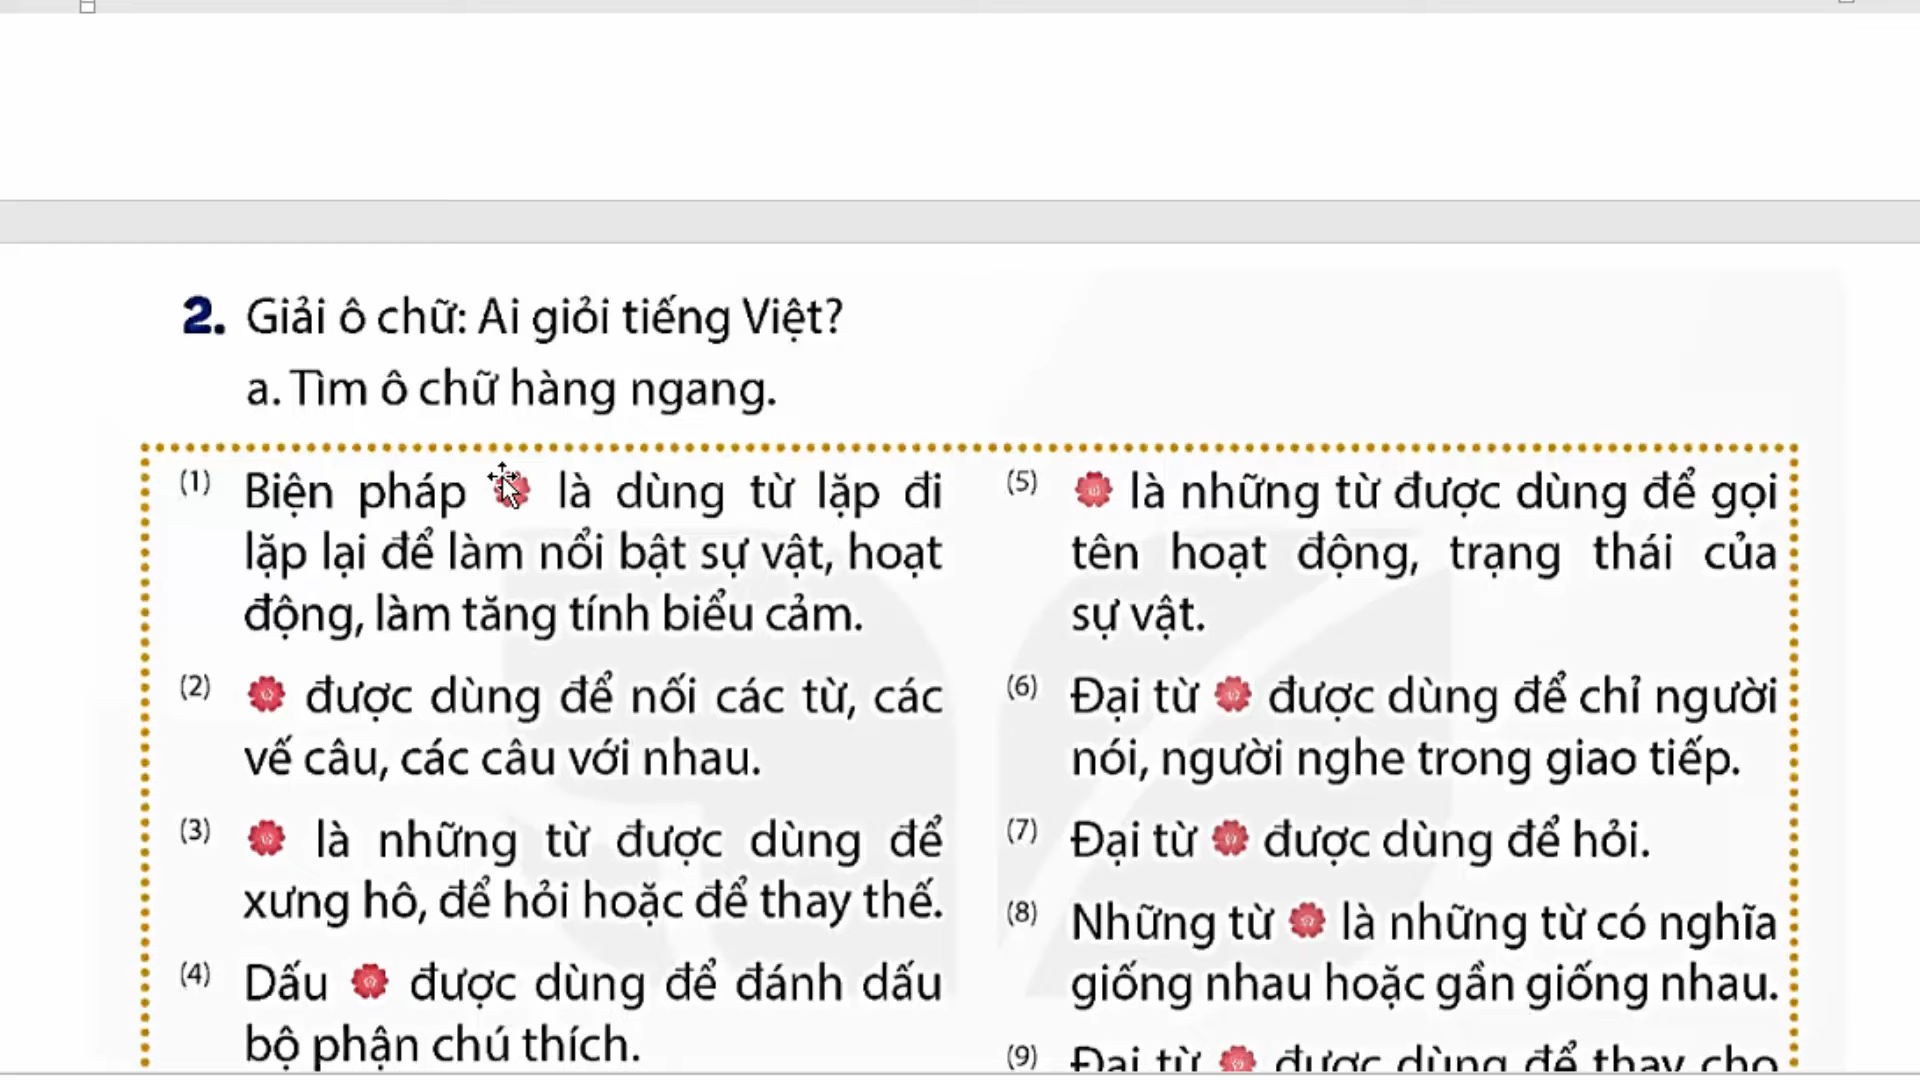 2. Giải ô chữ: Ai giỏi tiếng Việt?
a. Tìm ô chữ hàng ngang.
(1) Biện pháp là dùng từ lặp đi
lặp lại để làm nổi bật sự vật, hoạt
động, làm tăng tính biểu cảm.
(2) được dùng để nối các từ, các
vế câu, các câu với nhau.
(3) là những từ được dùng để
xưng hô, để hỏi hoặc để thay thế.
(4) Dấu được dùng để đánh dấu
bộ phận chú thích.
(5) là những từ được dùng để gọi
tên hoạt động, trạng thái của
sự vật.
(6) Đại từ được dùng để chỉ người
nói, người nghe trong giao tiếp.
(7) Đại từ được dùng để hỏi.
(8) Những từ là những từ có nghĩa
giống nhau hoặc gần giống nhau.
(9) Đại từ được dùng để thay cho